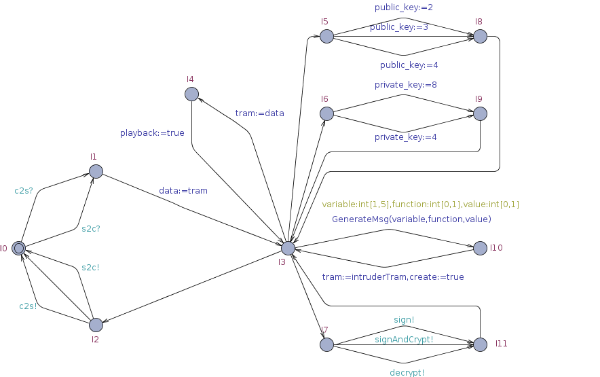 public_key:=2
l5
l8
public_key:=3
public_key:=4
l4
private_key:=8
l6
l9
tram:=data
playback:=true
private_key:=4
l1
c2s?
data:=tram
variable:int[1,5],function:int[0,1],value:int[0,1]
GenerateMsg(variable,function,value)
s2c?
l0
l3
l10
s2c!
tram:=intruderTram,create:=true
c2s!
l7
sign!
signAndCrypt!
l2
l11
decrypt!